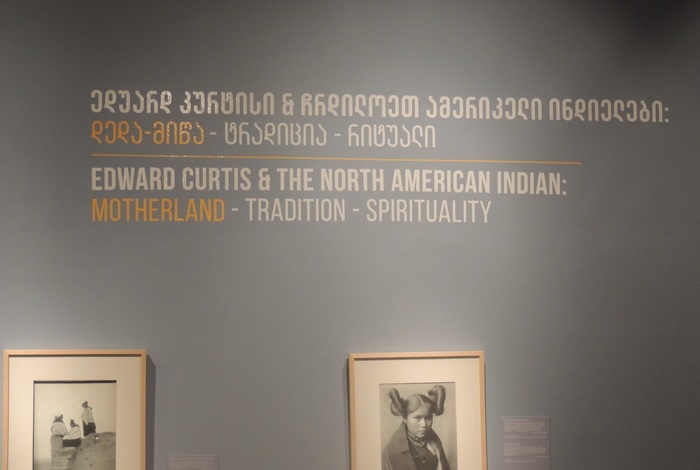 ედუარდ კურტისი & ჩრდილოეთ ამერიკელი ინდიელები:
დედა-მიწა - ტრადიცია - რიტუალი
EDWARD CURTIS & THE NORTH AMERICAN INDIAN:
MOTHERLAND - TRADITION - SPIRITUALITY